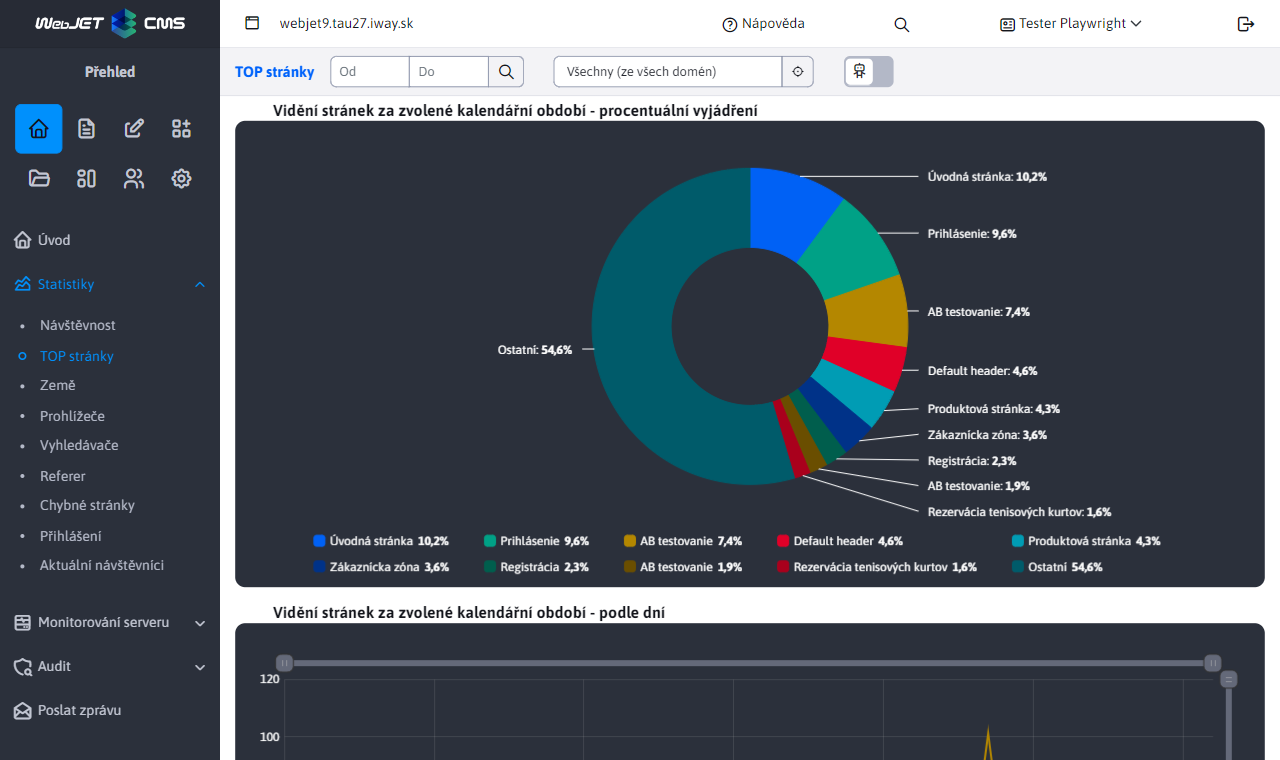 WebJET CMS
webjet9.tau27.iway.sk
Nápověda
Tester Playwright
Přehled
TOP stránky
Od
Do
Všechny (ze všech domén)
Úvod
Statistiky
Návštěvnost
TOP stránky
Země
Prohlížeče
Vyhledávače
Referer
Chybné stránky
Přihlášení
Aktuální návštěvníci
Monitorování serveru
Audit
Poslat zprávu
Vidění stránek za zvolené kalendářní období - procentuální vyjádření
Úvodná stránka: 10,2%
Prihlásenie: 9,6%
AB testovanie: 7,4%
Ostatní: 54,6%
Default header: 4,6%
Produktová stránka: 4,3%
Zákaznícka zóna: 3,6%
Registrácia: 2,3%
AB testovanie: 1,9%
Rezervácia tenisových kurtov: 1,6%
Úvodná stránka 10,2% Prihlásenie 9,6% AB testovanie 7,4% Default header 4,6% Produktová stránka 4,3%
Zákaznícka zóna 3,6% Registrácia 2,3% AB testovanie 1,9% Rezervácia tenisových kurtov 1,6% Ostatní 54,6%
Vidění stránek za zvolené kalendářní období - podle dní
120
100